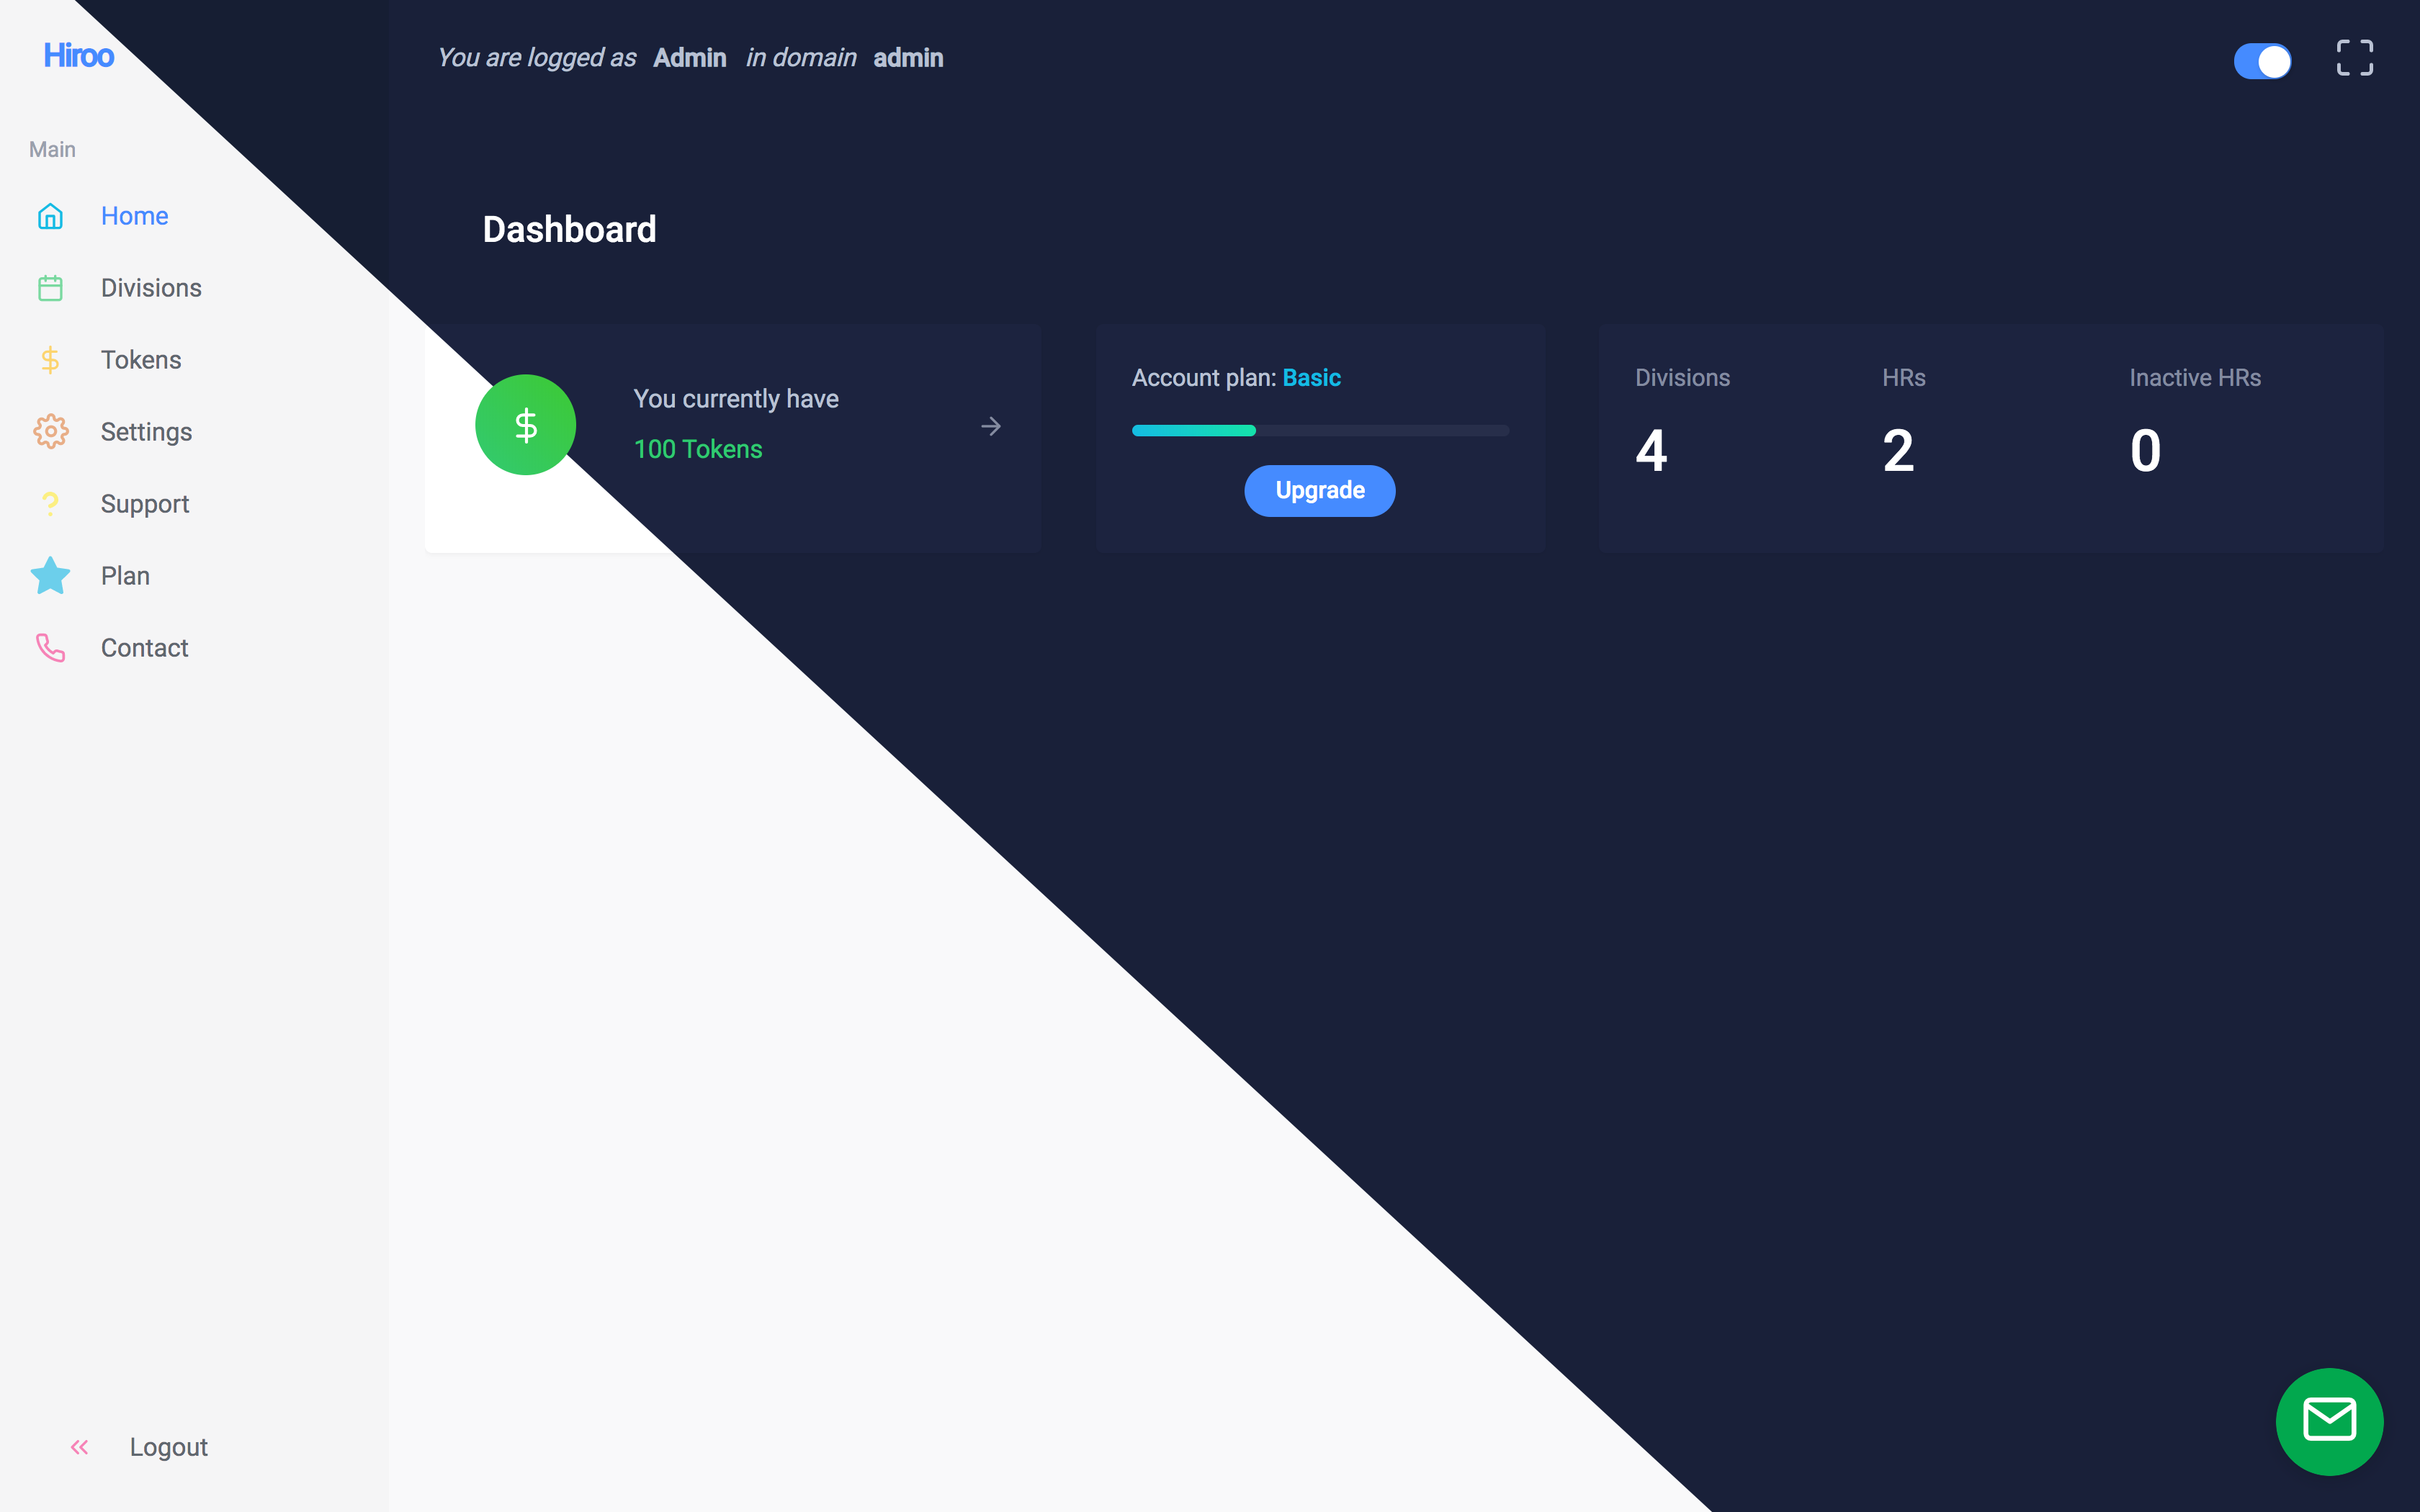 Hiroo
You are logged as Admin in domain admin
Main
Home
Divisions
Tokens
Settings
Support
Plan
Contact
Logout
Dashboard
You currently have
100 Tokens
Account plan: Basic
Upgrade
Divisions HRs Inactive HRs
4 2 0